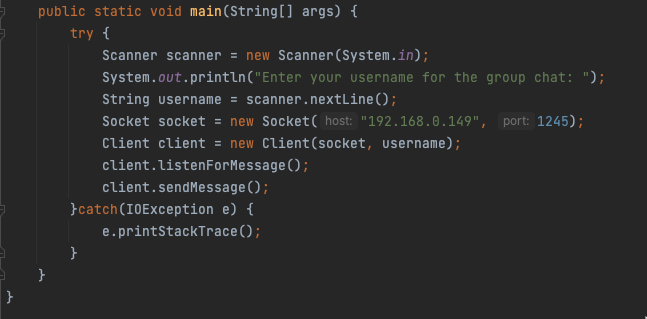 public static void main(String[] args) {
try {
Scanner scanner = new Scanner(System.in);
System.out.println("Enter your username for the group chat: ");
String username = scanner.nextLine();
Socket socket = new Socket( host: "192.168.0.149", port: 1245);
Client client = new Client(socket, username);
client.listenForMessage();
client.sendMessage();
}catch(IOException e) {
e.printStackTrace();
}
}
}